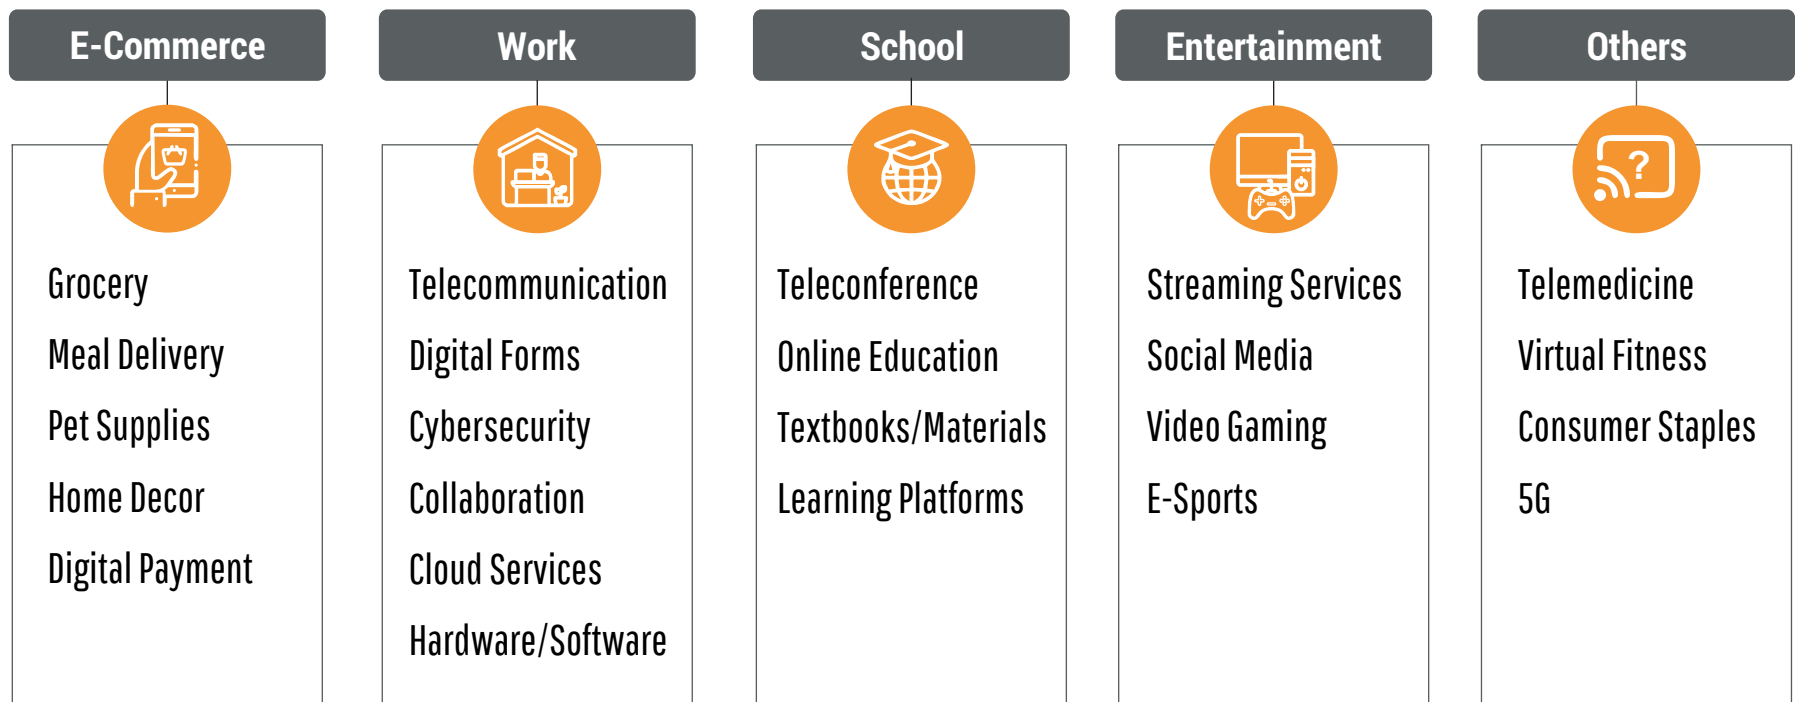 E-Commerce
Grocery
Meal Delivery
Pet Supplies
Home Decor
Digital Payment
Work
Telecommunication
Digital Forms
Cybersecurity
Collaboration
Cloud Services
Hardware/Software
School
Teleconference
Online Education
Textbooks/Materials
Learning Platforms
Entertainment
Streaming Services
Social Media
Video Gaming
E-Sports
Others
?
Telemedicine
Virtual Fitness
Consumer Staples
5G